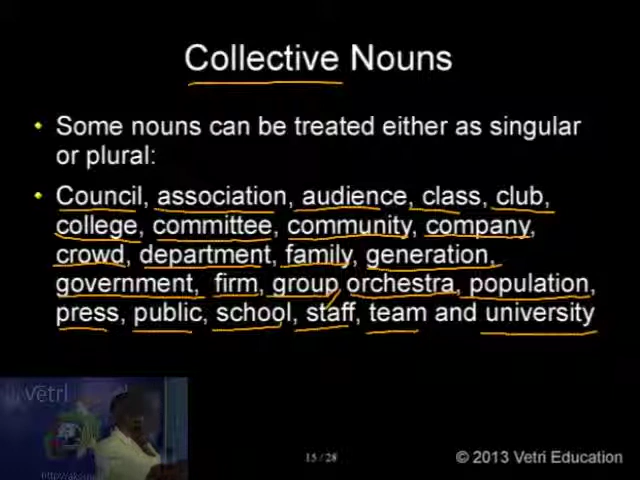 Collective Nouns
Some nouns can be treated either as singular
or plural:
Council, association, audience, class, club,
college, committee, community, company,
crowd, department, family, generation,
government, firm, group orchestra, population,
press, public, school, staff, team and university
Vetri
15 / 28
© 2013 Vetri Education